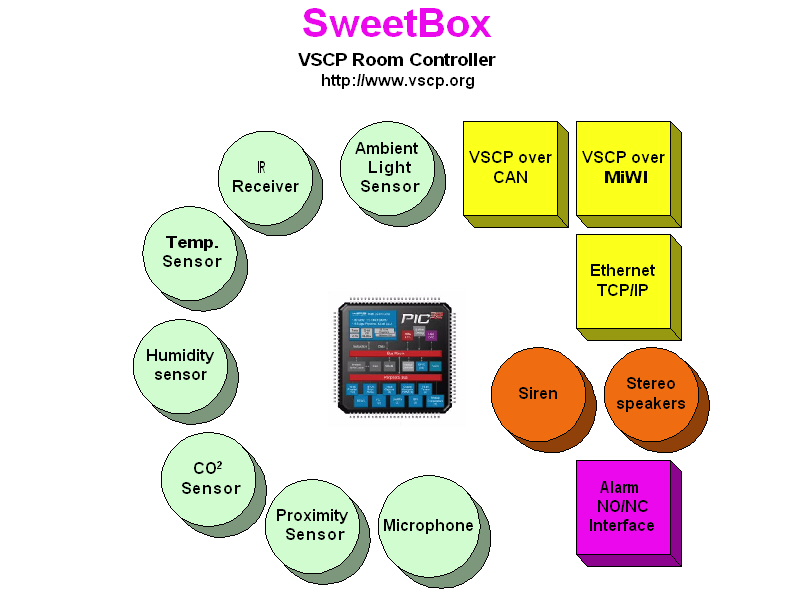 SweetBox
VSCP Room Controller
http://www.vscp.org
IR
Receiver
Ambient
Light
Sensor
VSCP over
CAN
VSCP over
MiWI
Temp.
Sensor
Ethernet
TCP/IP
PIC
Humidity
sensor
Siren
Stereo
speakers
CO²
Sensor
Proximity
Sensor
Microphone
Alarm
NO/NC
Interface